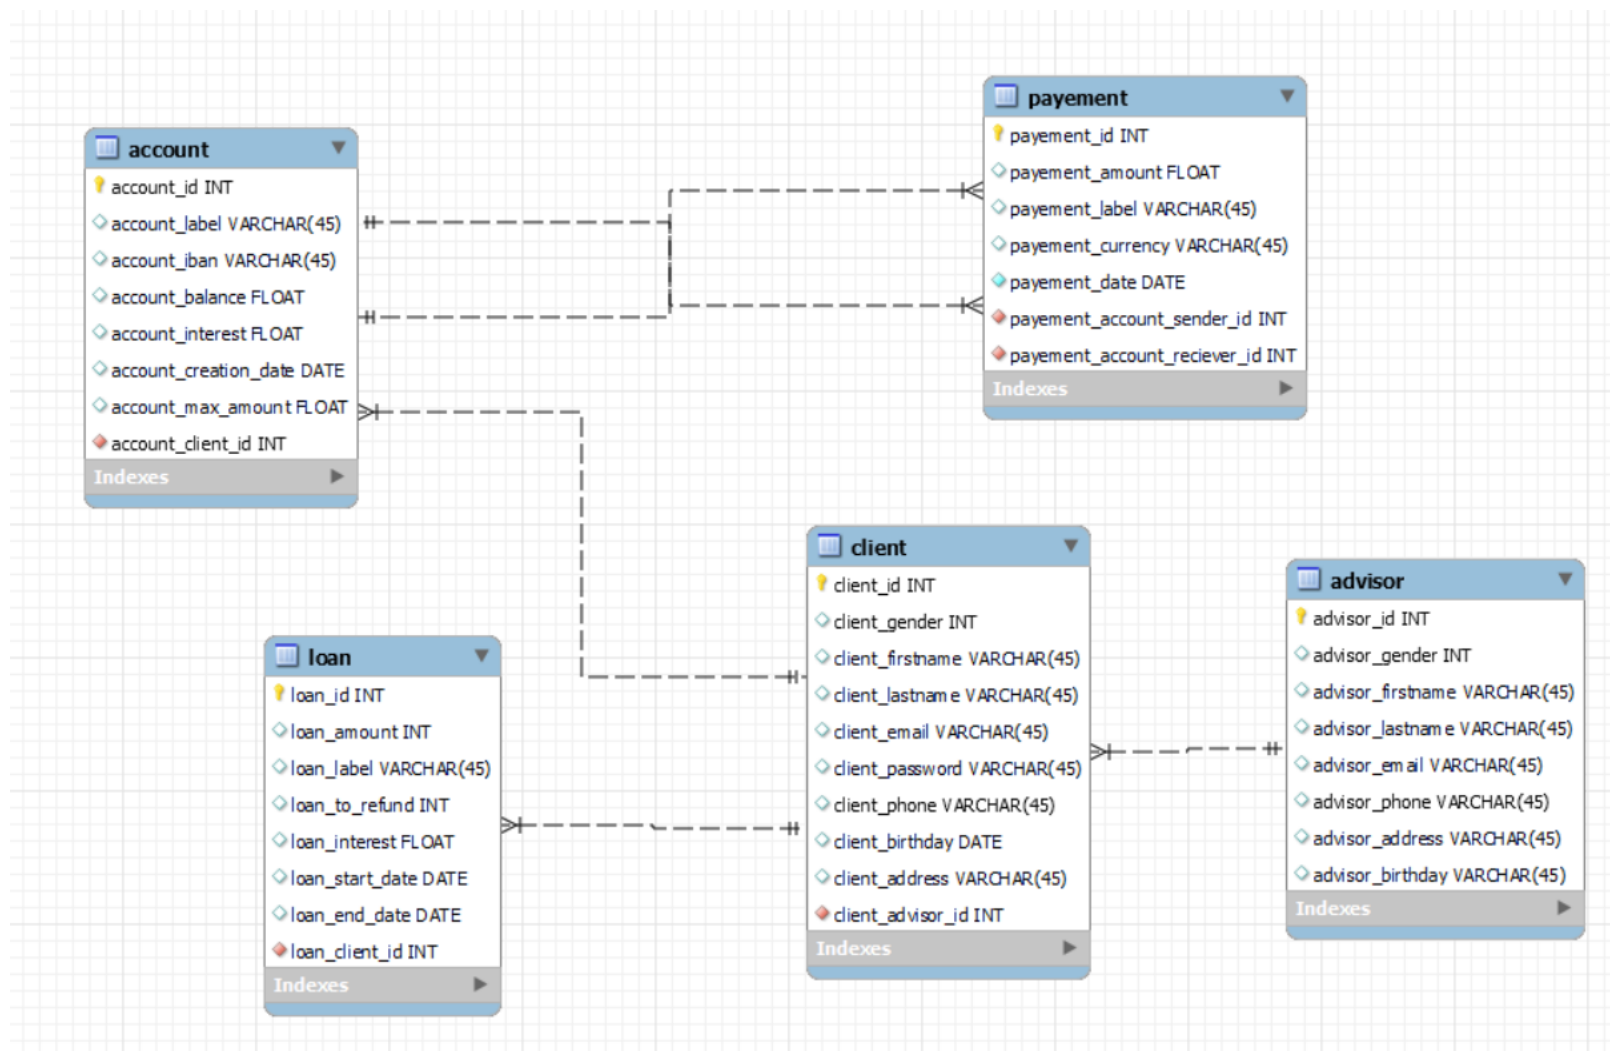 account
account_id INT
account_label VARCHAR(45)
account_iban VARCHAR(45)
account_balance FLOAT
account_interest FLOAT
account_creation_date DATE
account_max_amount FLOAT
account_client_id INT
Indexes
payement
payement_id INT
payement_amount FLOAT
payement_label VARCHAR(45)
payement_currency VARCHAR(45)
payement_date DATE
payement_account_sender_id INT
payement_account_reciever_id INT
Indexes
loan
loan_id INT
loan_amount INT
loan_label VARCHAR(45)
loan_to_refund INT
loan_interest FLOAT
loan_start_date DATE
loan_end_date DATE
loan_client_id INT
Indexes
client
client_id INT
client_gender INT
client_firstname VARCHAR(45)
client_lastname VARCHAR(45)
client_email VARCHAR(45)
client_password VARCHAR(45)
client_phone VARCHAR(45)
client_birthday DATE
client_address VARCHAR(45)
client_advisor_id INT
Indexes
advisor
advisor_id INT
advisor_gender INT
advisor_firstname VARCHAR(45)
advisor_lastname VARCHAR(45)
advisor_email VARCHAR(45)
advisor_phone VARCHAR(45)
advisor_address VARCHAR(45)
advisor_birthday VARCHAR(45)
Indexes